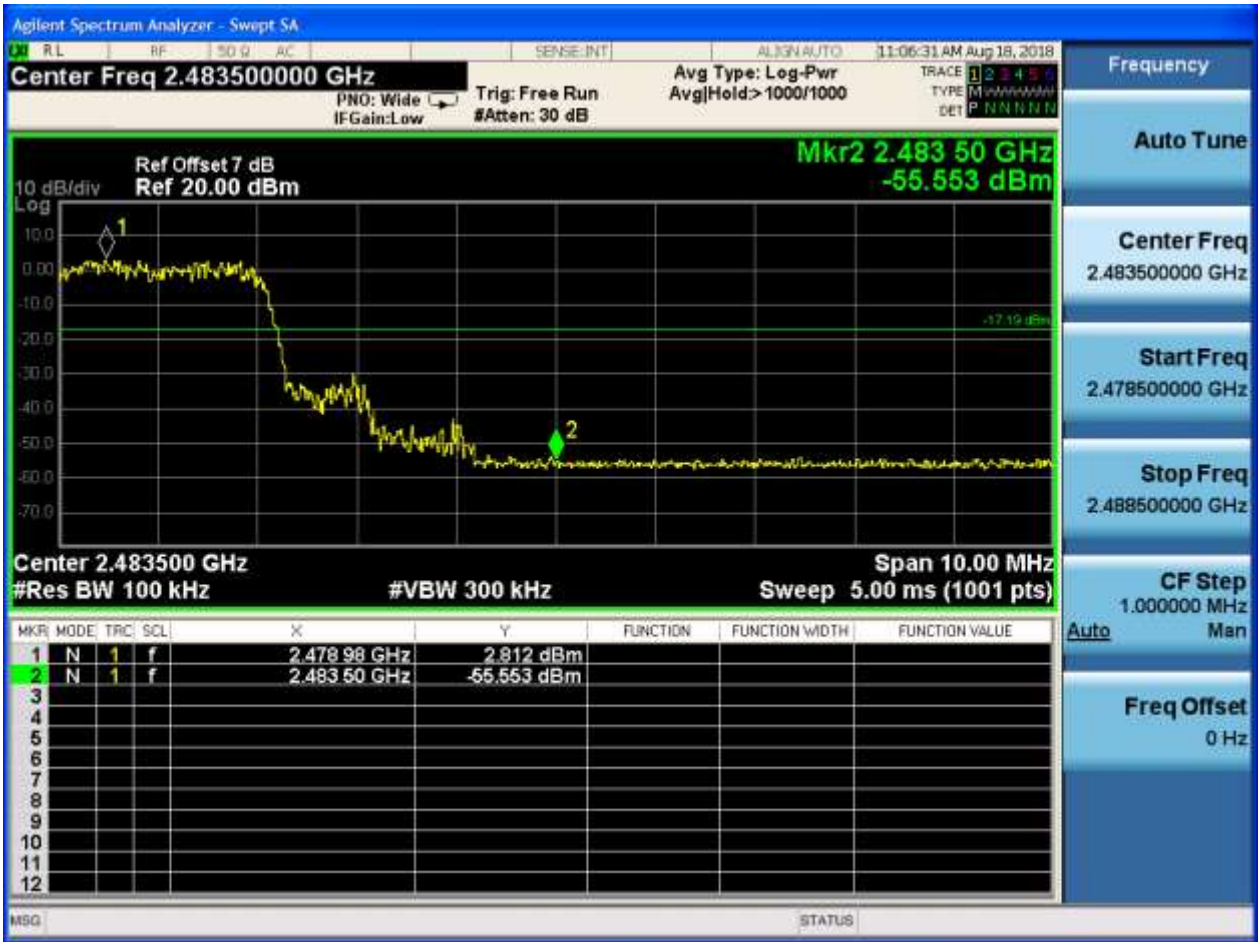 Agilent Spectrum Analyzer - Swept SA
RL RF 50 Ω AC SENSE:INT ALIGN AUTO 11:06:31 AM Aug 18, 2018
Center Freq 2.483500000 GHz
PNO: Wide
IFGain:Low
Trig: Free Run
#Atten: 30 dB
Avg Type: Log-Pwr
Avg|Hold:> 1000/1000
TRACE 1 2 3 4 5 6
TYPE M
DET P N N N N N
Ref Offset 7 dB
10 dB/div Ref 20.00 dBm
Log
Mkr2 2.483 50 GHz
-55.553 dBm
1
10.0
0.00
-10.0
-17.19 dBm
-20.0
-30.0
-40.0
2
-50.0
-60.0
-70.0
Center 2.483500 GHz Span 10.00 MHz
#Res BW 100 kHz #VBW 300 kHz Sweep 5.00 ms (1001 pts)
MKR MODE TRC SCL X Y FUNCTION FUNCTION WIDTH FUNCTION VALUE
1 N 1 f 2.478 98 GHz 2.812 dBm
2 N 1 f 2.483 50 GHz -55.553 dBm
3
4
5
6
7
8
9
10
11
12
MSG STATUS
Frequency
Auto Tune
Center Freq
2.483500000 GHz
Start Freq
2.478500000 GHz
Stop Freq
2.488500000 GHz
CF Step
1.000000 MHz
Auto Man
Freq Offset
0 Hz